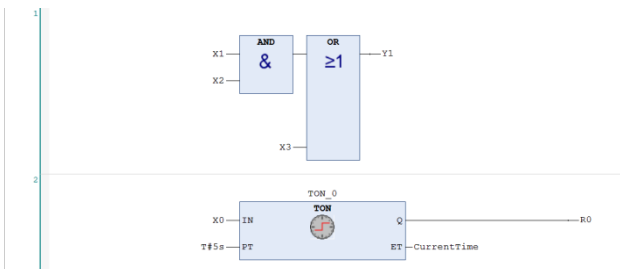 1
AND OR
X1 & ≥1 Y1
X2
X3
2
TON_0
TON
X0 IN Q R0
T#5s PT ET CurrentTime